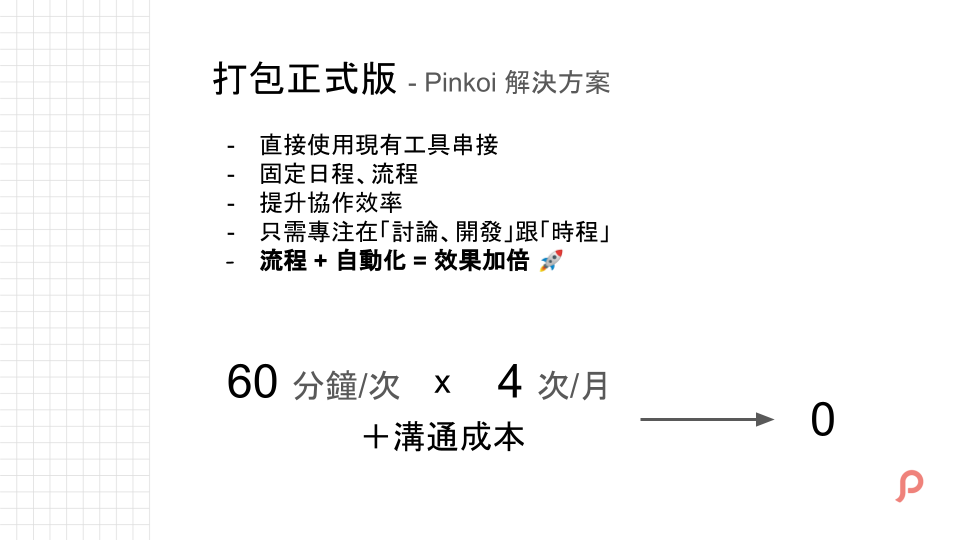 打包正式版 - Pinkoi 解決方案
- 直接使用現有工具串接
- 固定日程、流程
- 提升協作效率
- 只需專注在「討論、開發」跟「時程」
- 流程 + 自動化 = 效果加倍 🚀
60 分鐘/次 x 4 次/月
＋溝通成本
0